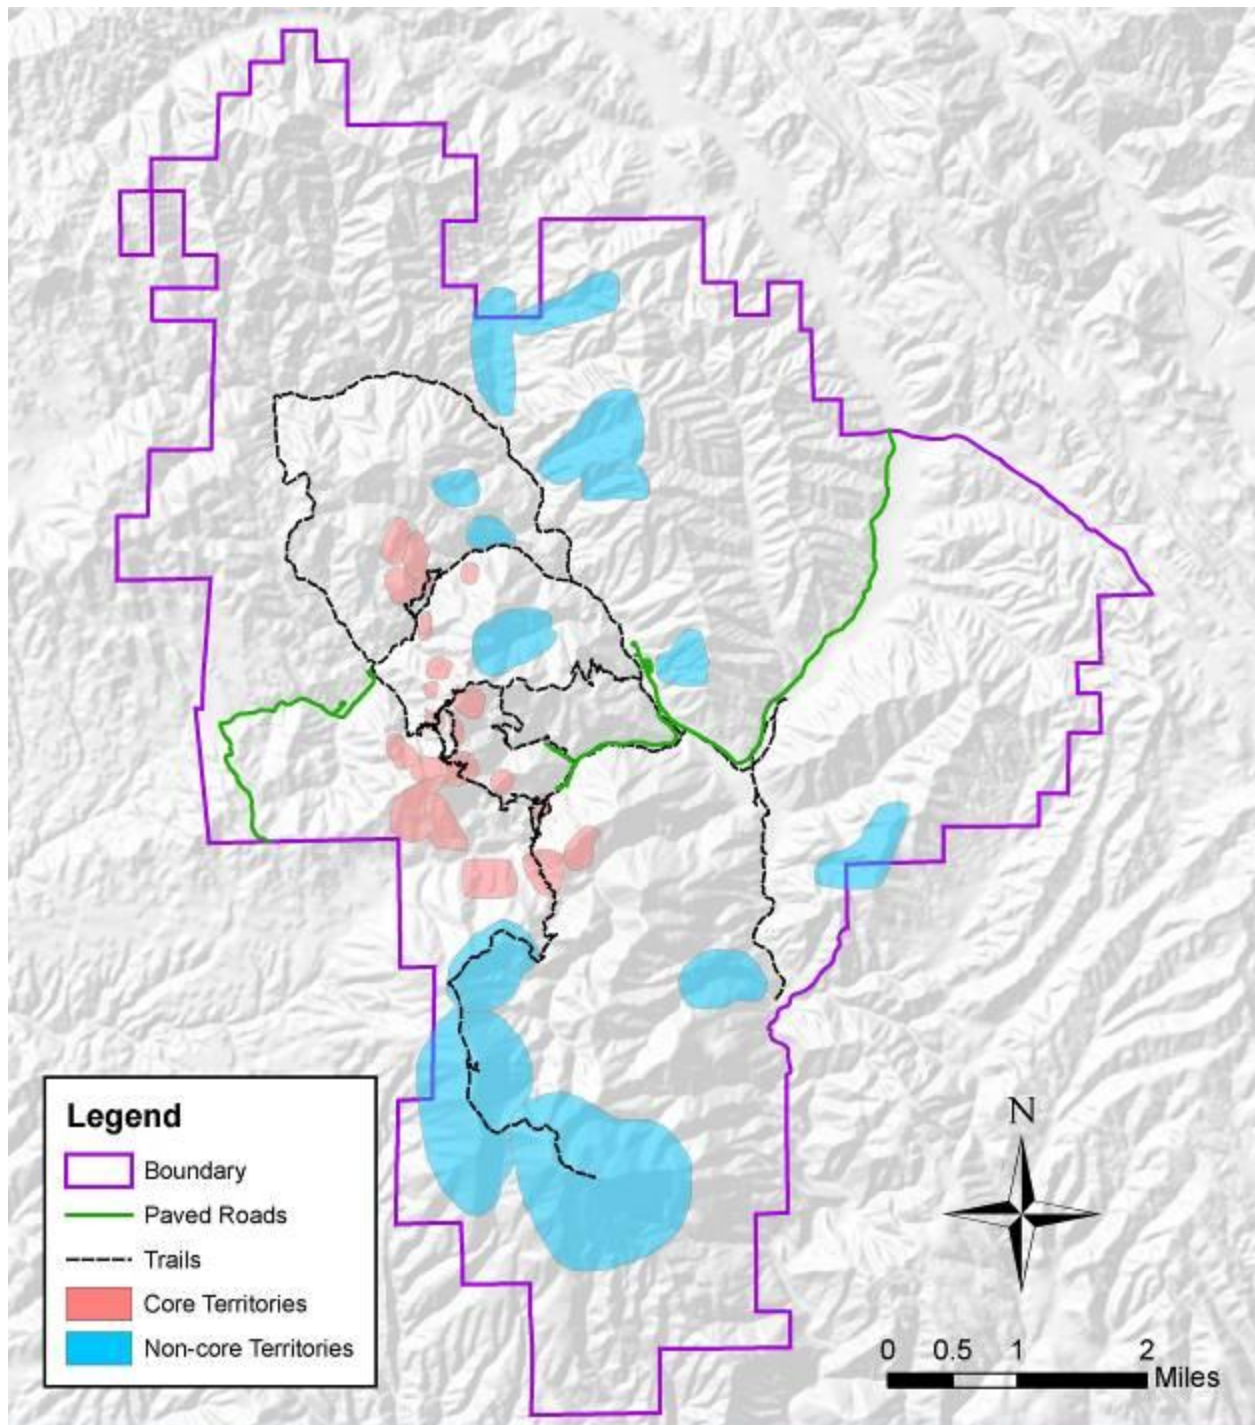 Legend
Boundary
Paved Roads
Trails
Core Territories
Non-core Territories
N
0 0.5 1 2
Miles